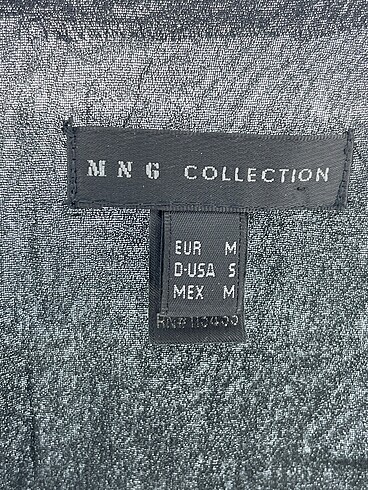 MNG COLLECTION
EUR M
D-USA S
MEX M